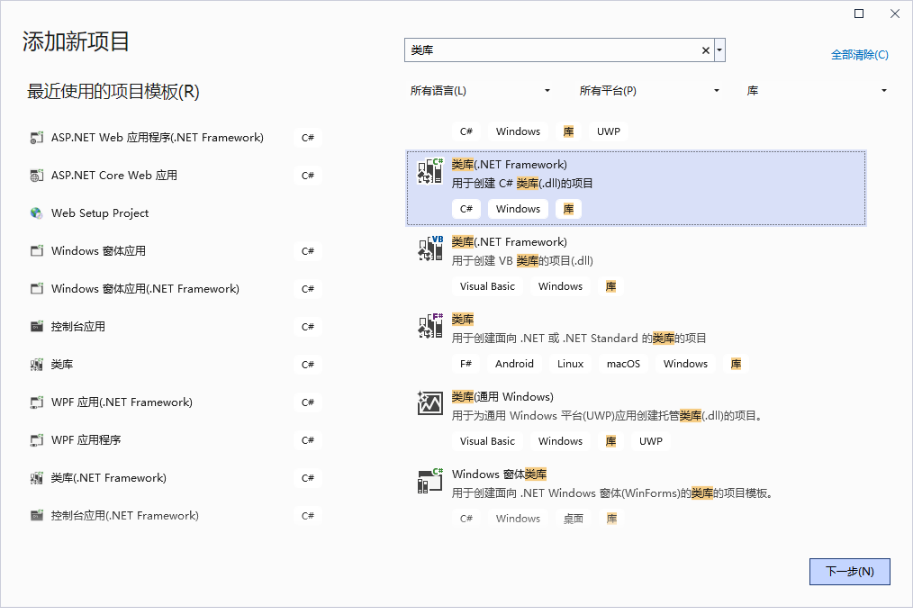 添加新项目
最近使用的项目模板(R)
ASP.NET Web 应用程序(.NET Framework) C#
ASP.NET Core Web 应用 C#
Web Setup Project
Windows 窗体应用 C#
Windows 窗体应用(.NET Framework) C#
控制台应用 C#
类库 C#
WPF 应用(.NET Framework) C#
WPF 应用程序 C#
类库(.NET Framework) C#
控制台应用(.NET Framework) C#
类库
全部清除(C)
所有语言(L) 所有平台(P) 库
C# Windows 库 UWP
类库(.NET Framework)
用于创建 C# 类库(.dll)的项目
C# Windows 库
类库(.NET Framework)
用于创建 VB 类库的项目(.dll)
Visual Basic Windows 库
类库
用于创建面向 .NET 或 .NET Standard 的类库的项目
F# Android Linux macOS Windows 库
类库(通用 Windows)
用于为通用 Windows 平台(UWP)应用创建托管类库(.dll)的项目。
Visual Basic Windows 库 UWP
Windows 窗体类库
用于创建面向 .NET Windows 窗体(WinForms)的类库的项目模板。
C# Windows 桌面 库
下一步(N)